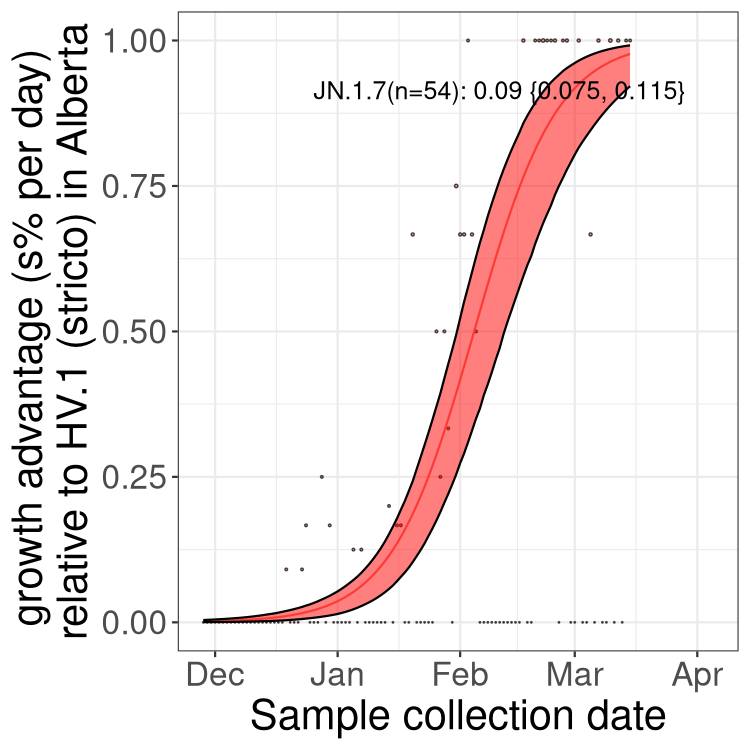 growth advantage (s% per day)
relative to HV.1 (stricto) in Alberta
1.00
0.75
0.50
0.25
0.00
JN.1.7(n=54): 0.09 {0.075, 0.115}
Dec Jan Feb Mar Apr
Sample collection date